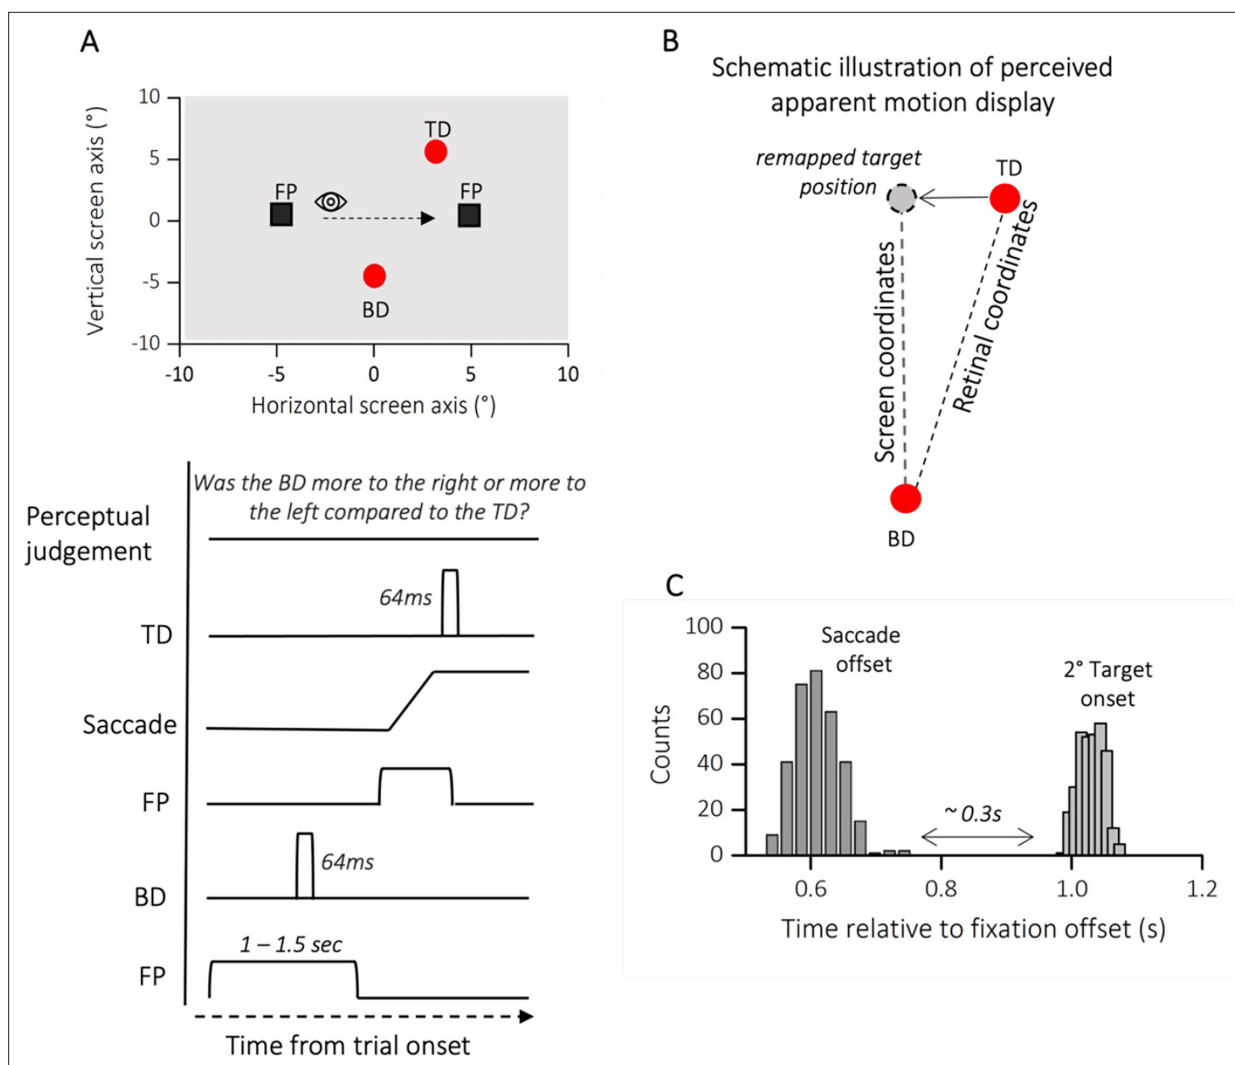 A
10
5
0
-5
-10
Vertical screen axis (°)
TD
FP
FP
BD
-10
-5
0
5
10
Horizontal screen axis (°)
Was the BD more to the right or more to
the left compared to the TD?
Perceptual
judgement
64ms
TD
Saccade
FP
64ms
BD
1 – 1.5 sec
FP
Time from trial onset
B
Schematic illustration of perceived
apparent motion display
remapped target
position
TD
Screen coordinates
Retinal coordinates
BD
C
100
80
60
40
20
0
Counts
Saccade
offset
2° Target
onset
~ 0.3s
0.6
0.8
1.0
1.2
Time relative to fixation offset (s)